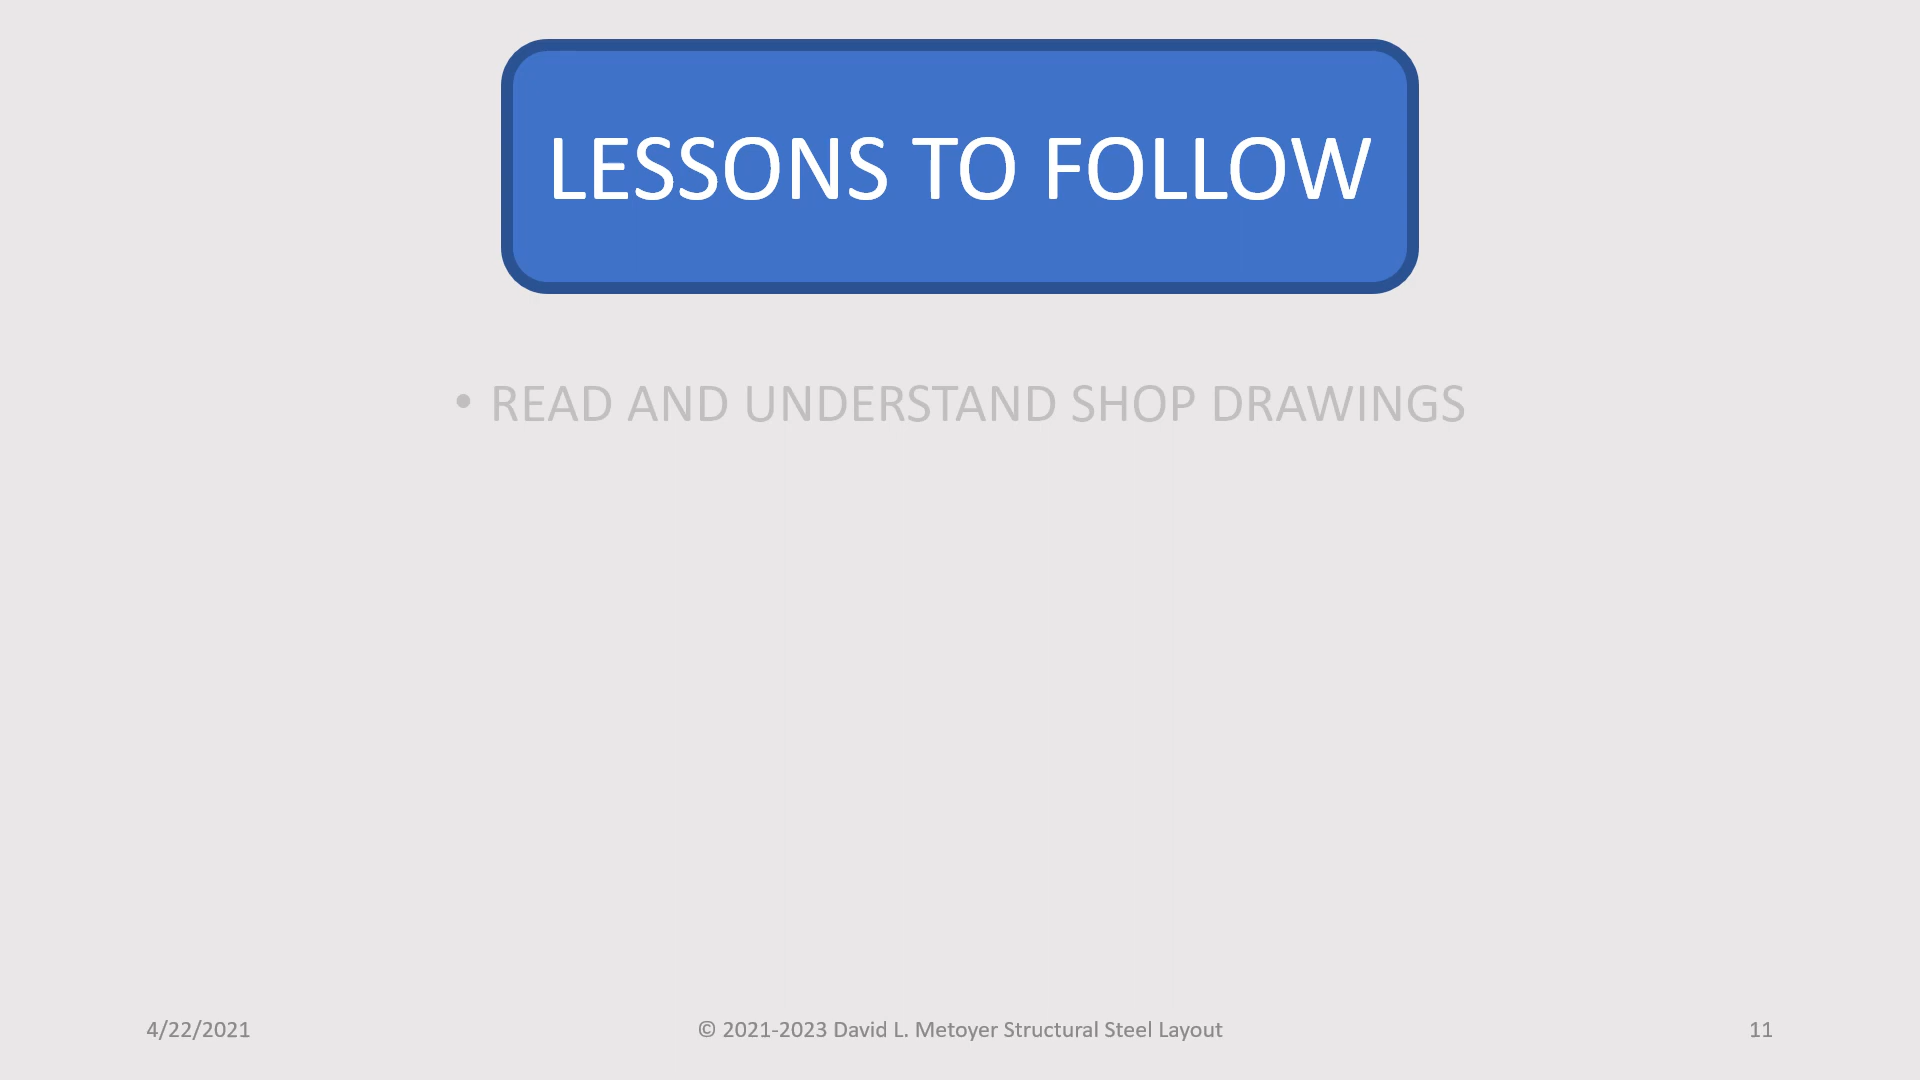 LESSONS TO FOLLOW
• READ AND UNDERSTAND SHOP DRAWINGS
4/22/2021
© 2021-2023 David L. Metoyer Structural Steel Layout
11